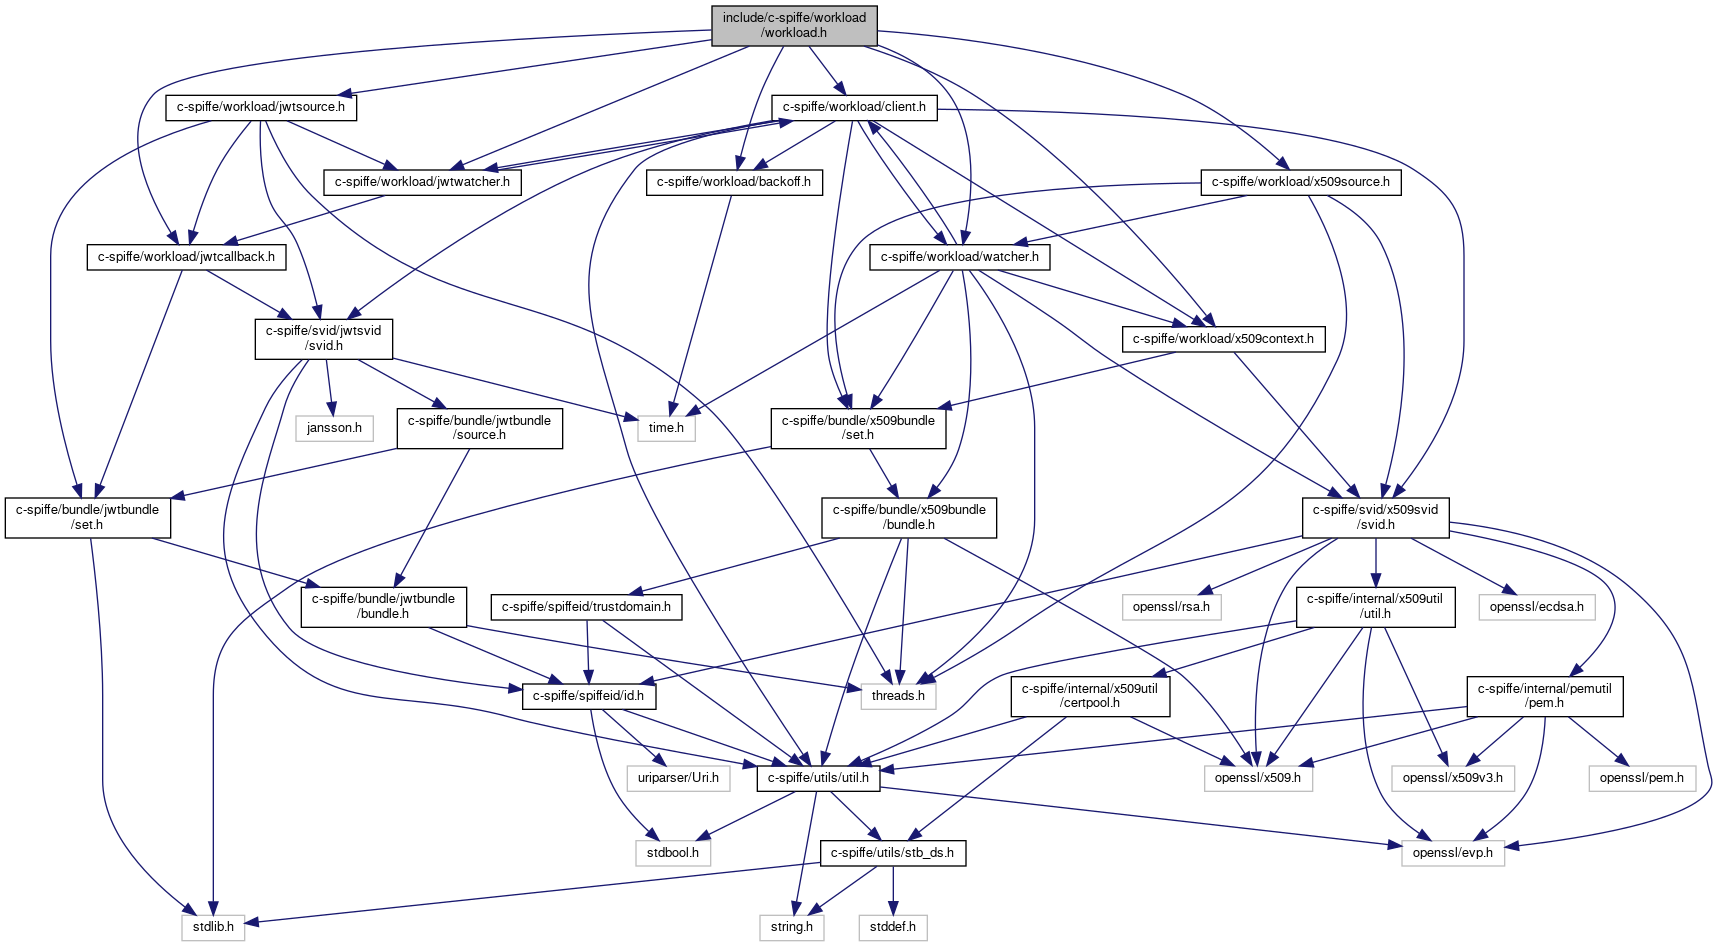 include/c-spiffe/workload
/workload.h
c-spiffe/workload/jwtsource.h
c-spiffe/workload/client.h
c-spiffe/workload/jwtwatcher.h
c-spiffe/workload/backoff.h
c-spiffe/workload/x509source.h
c-spiffe/workload/jwtcallback.h
c-spiffe/workload/watcher.h
c-spiffe/svid/jwtsvid
/svid.h
c-spiffe/workload/x509context.h
jansson.h
c-spiffe/bundle/jwtbundle
/source.h
time.h
c-spiffe/bundle/x509bundle
/set.h
c-spiffe/bundle/jwtbundle
/set.h
c-spiffe/bundle/x509bundle
/bundle.h
c-spiffe/svid/x509svid
/svid.h
c-spiffe/bundle/jwtbundle
/bundle.h
c-spiffe/spiffeid/trustdomain.h
openssl/rsa.h
c-spiffe/internal/x509util
/util.h
openssl/ecdsa.h
c-spiffe/spiffeid/id.h
threads.h
c-spiffe/internal/x509util
/certpool.h
c-spiffe/internal/pemutil
/pem.h
uriparser/Uri.h
c-spiffe/utils/util.h
openssl/x509.h
openssl/x509v3.h
openssl/pem.h
stdbool.h
c-spiffe/utils/stb_ds.h
openssl/evp.h
stdlib.h
string.h
stddef.h